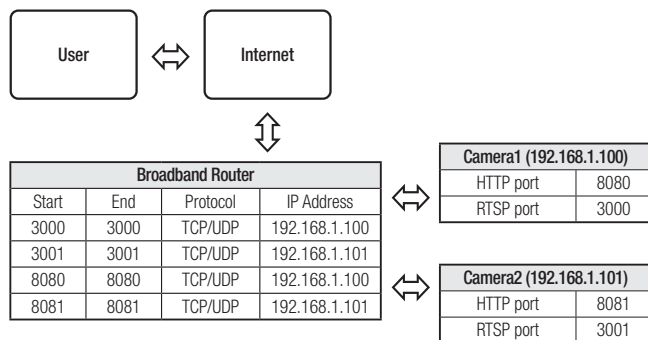 User
Internet
Broadband Router
Start End Protocol IP Address
3000 3000 TCP/UDP 192.168.1.100
3001 3001 TCP/UDP 192.168.1.101
8080 8080 TCP/UDP 192.168.1.100
8081 8081 TCP/UDP 192.168.1.101
Camera1 (192.168.1.100)
HTTP port 8080
RTSP port 3000
Camera2 (192.168.1.101)
HTTP port 8081
RTSP port 3001